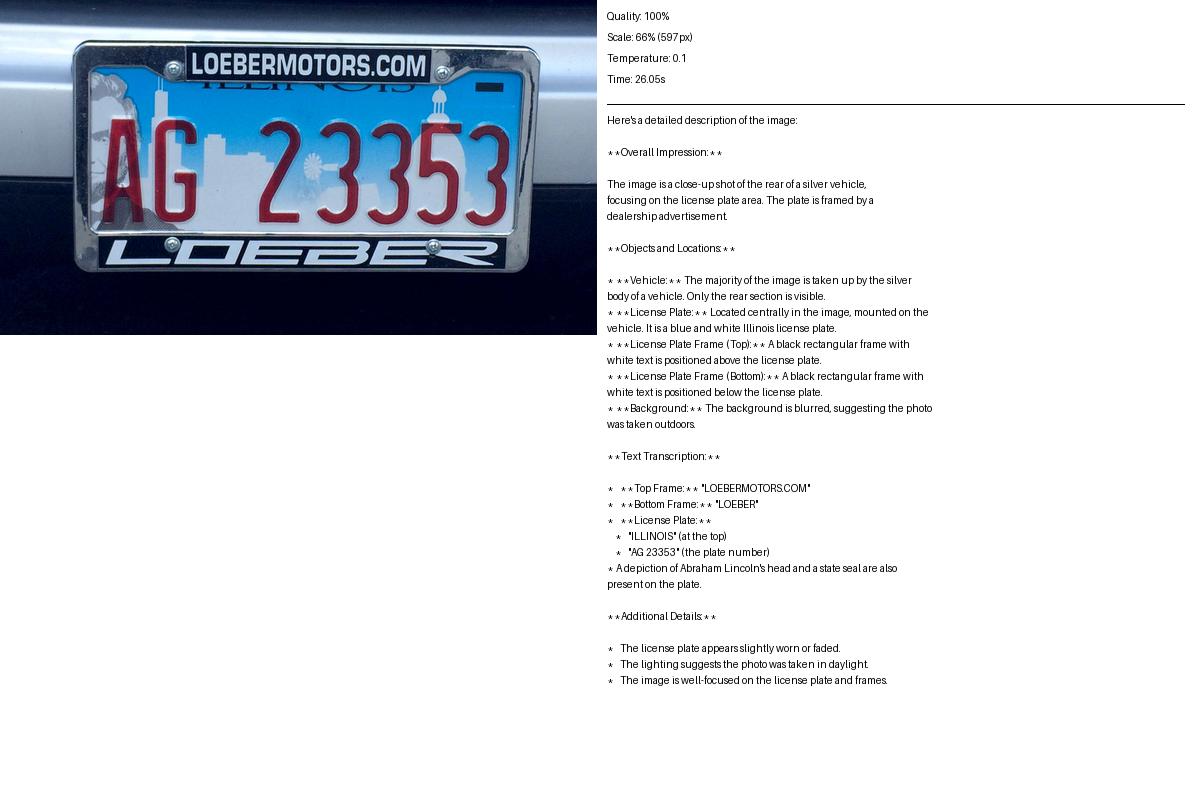 LOEBERMOTORS.COM
ILLINOIS
AG 23353
LOEBER
Quality: 100%
Scale: 66% (597px)
Temperature: 0.1
Time: 26.05s
Here's a detailed description of the image:
**Overall Impression:**
The image is a close-up shot of the rear of a silver vehicle,
focusing on the license plate area. The plate is framed by a
dealership advertisement.
**Objects and Locations:**
* **Vehicle:** The majority of the image is taken up by the silver
body of a vehicle. Only the rear section is visible.
* **License Plate:** Located centrally in the image, mounted on the
vehicle. It is a blue and white Illinois license plate.
* **License Plate Frame (Top):** A black rectangular frame with
white text is positioned above the license plate.
* **License Plate Frame (Bottom):** A black rectangular frame with
white text is positioned below the license plate.
* **Background:** The background is blurred, suggesting the photo
was taken outdoors.
**Text Transcription:**
* **Top Frame:** "LOEBERMOTORS.COM"
* **Bottom Frame:** "LOEBER"
* **License Plate:**
* "ILLINOIS" (at the top)
* "AG 23353" (the plate number)
* A depiction of Abraham Lincoln's head and a state seal are also
present on the plate.
**Additional Details:**
* The license plate appears slightly worn or faded.
* The lighting suggests the photo was taken in daylight.
* The image is well-focused on the license plate and frames.